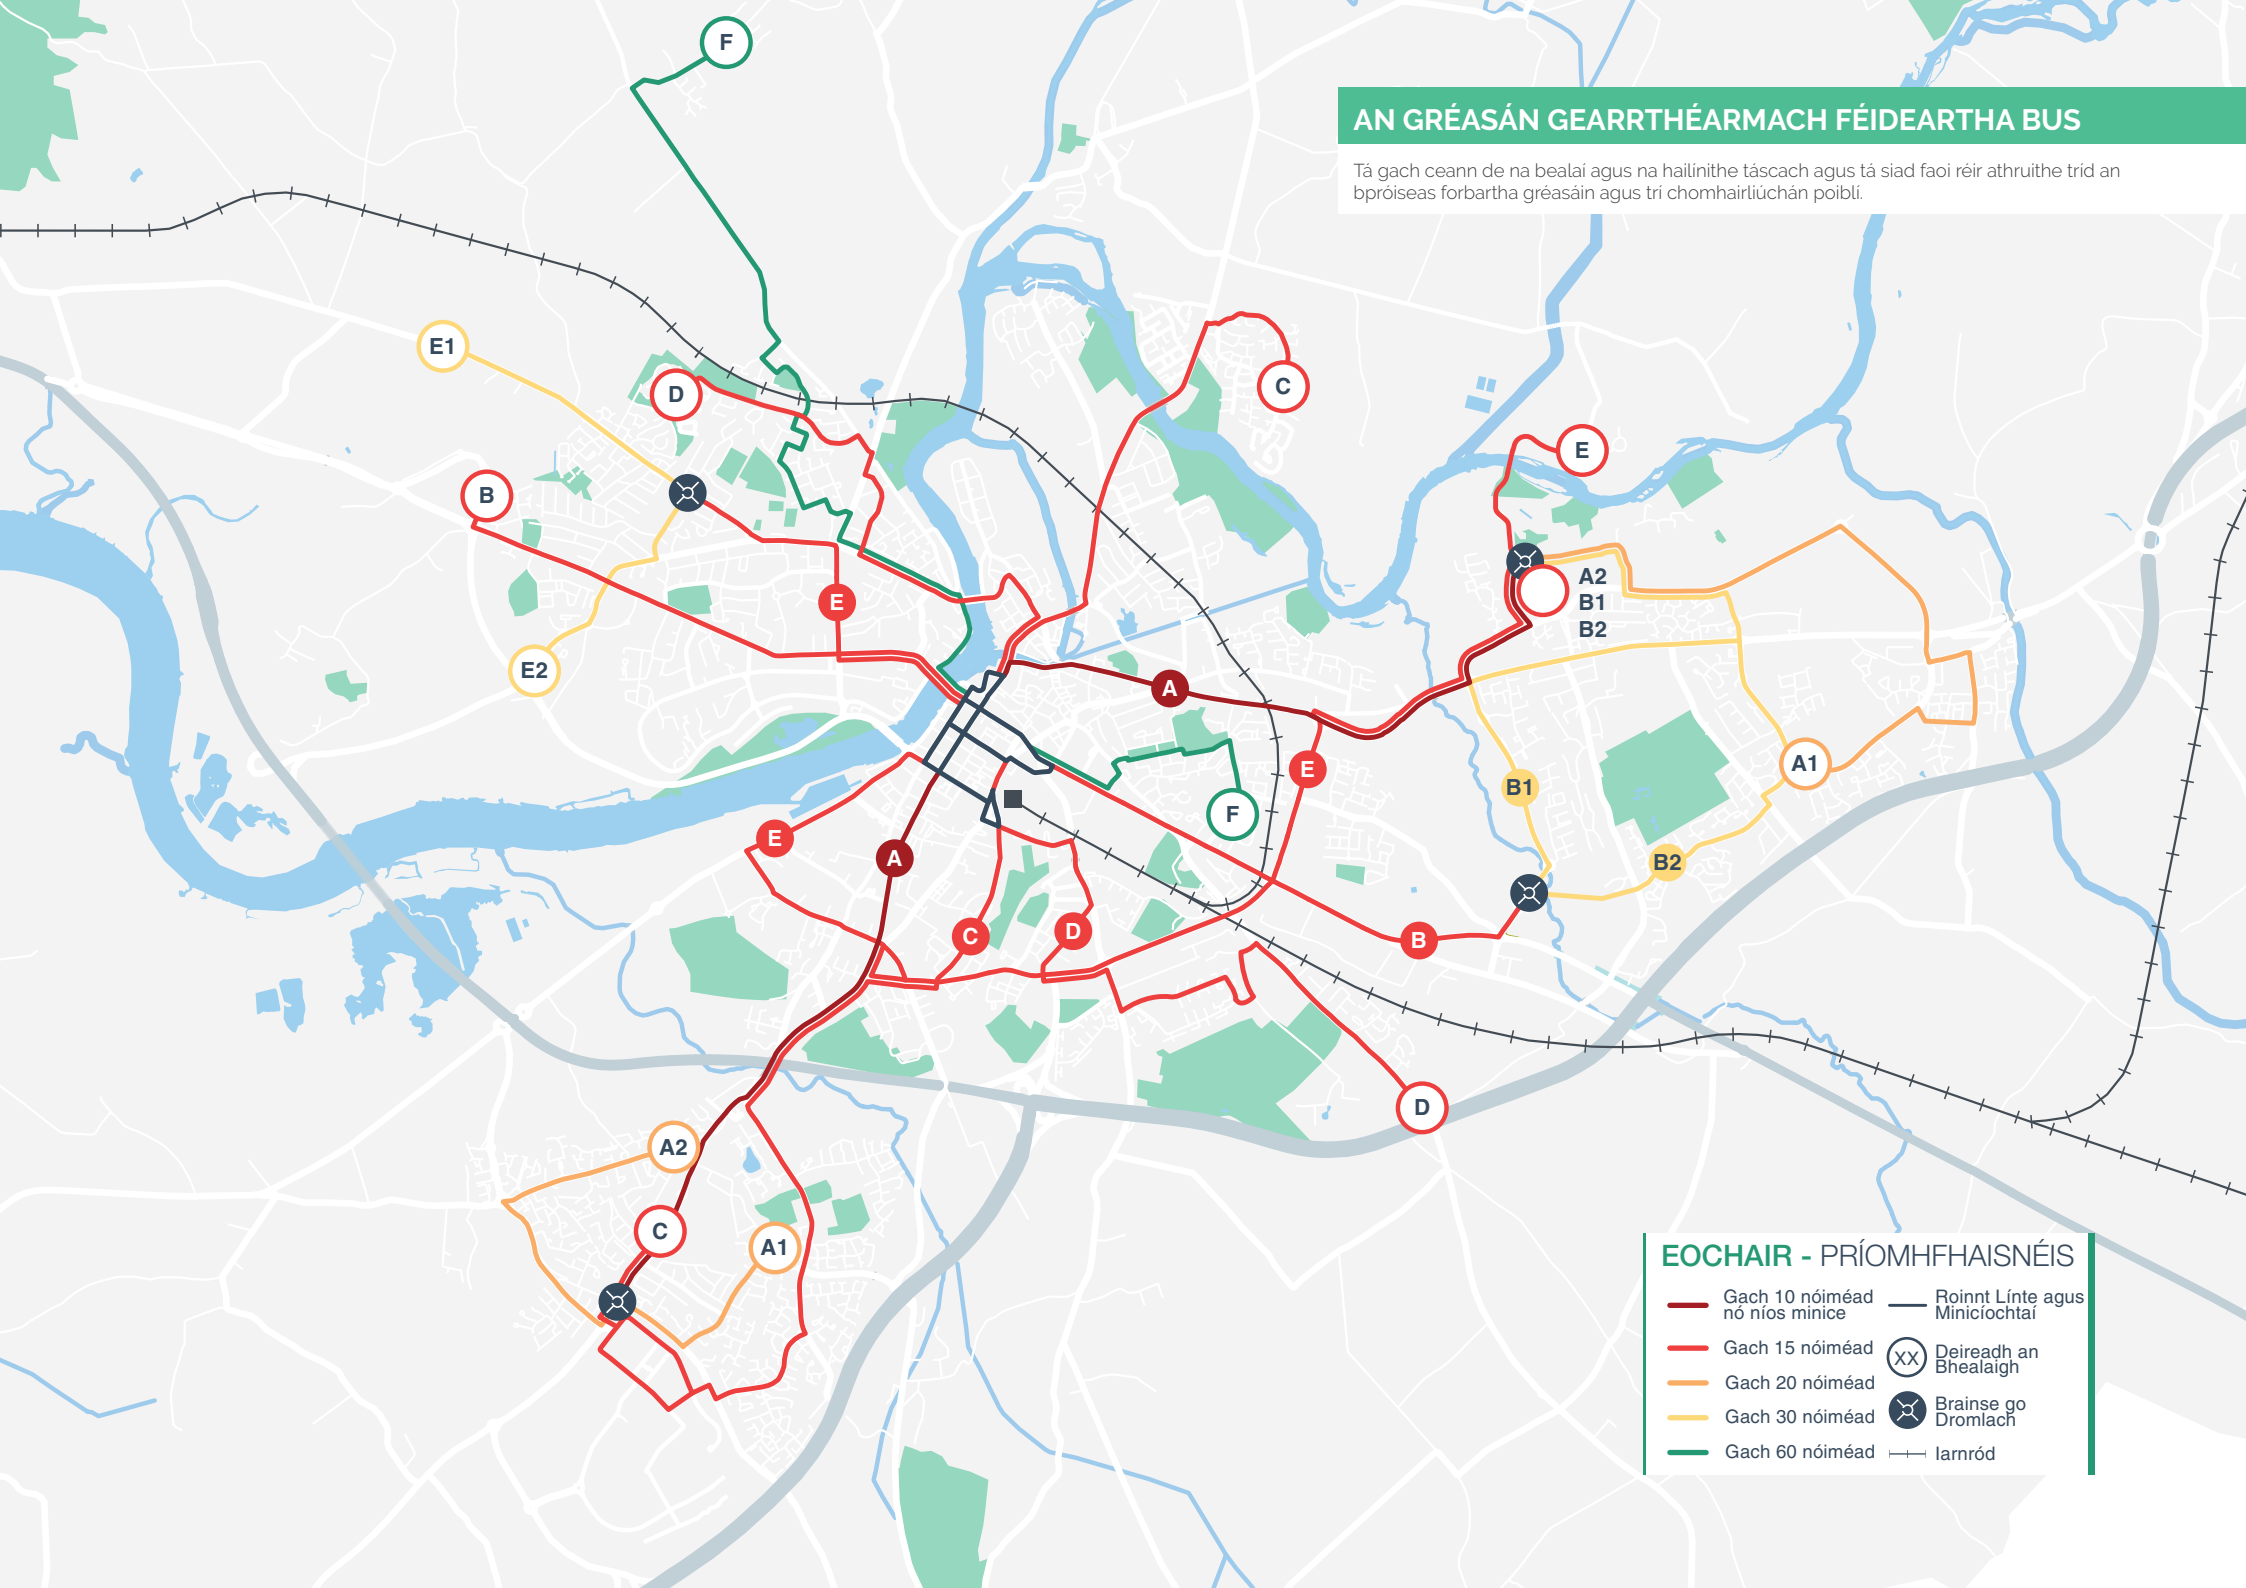 AN GRÉASÁN GEARRTHÉARMACH FÉIDEARTHA BUS
Tá gach ceann de na bealaí agus na hailínithe táscach agus tá siad faoi réir athruithe tríd an
bpróiseas forbartha gréasáin agus trí chomhairliúchán poiblí.
F
E1
D
C
E
B
A2
B1
B2
E
E2
A
E
A1
B1
F
E
A
B2
C
D
B
D
A2
C
A1
EOCHAIR - PRÍOMHFHAISNÉIS
Gach 10 nóiméad
nó níos minice
Gach 15 nóiméad
Gach 20 nóiméad
Gach 30 nóiméad
Gach 60 nóiméad
Roinnt Línte agus
Minicíochtaí
XX
Deireadh an
Bhealaigh
Brainse go
Dromlach
Iarnród